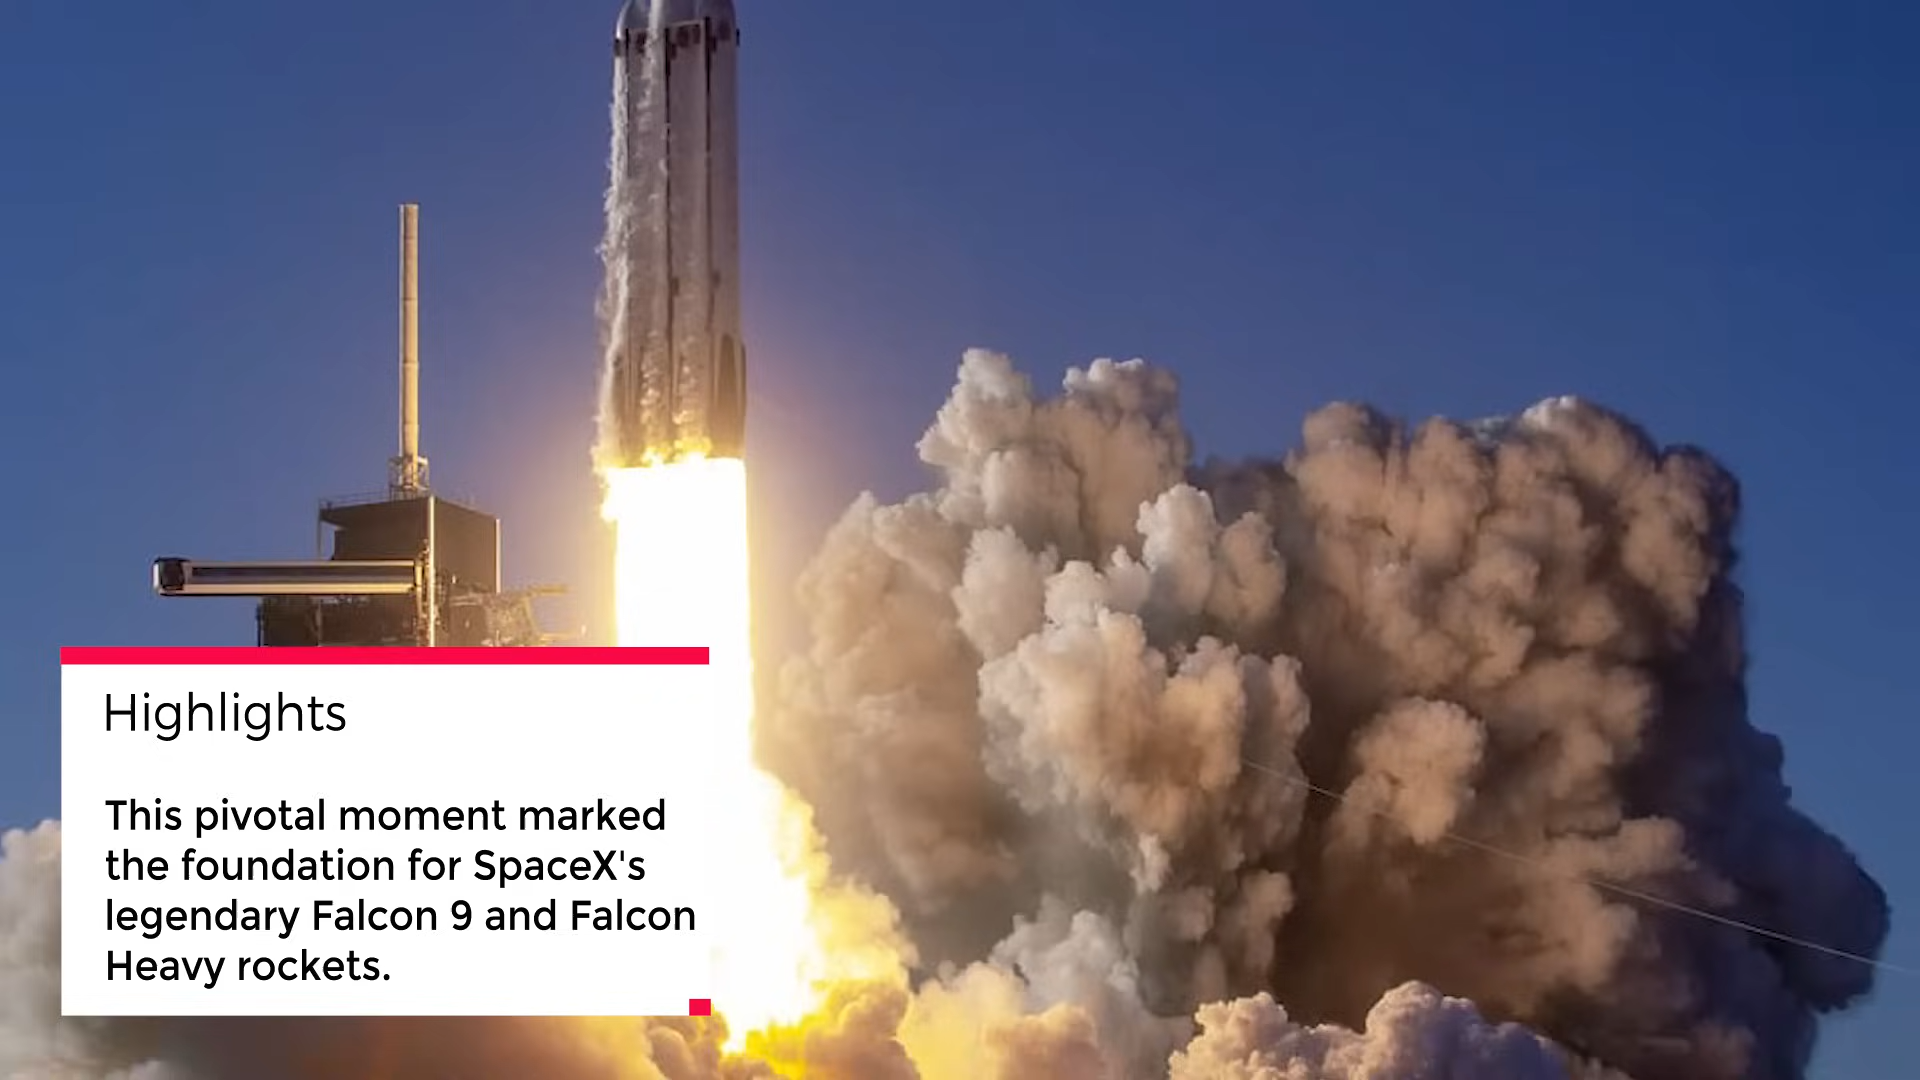 Highlights
This pivotal moment marked
the foundation for SpaceX's
legendary Falcon 9 and Falcon
Heavy rockets.